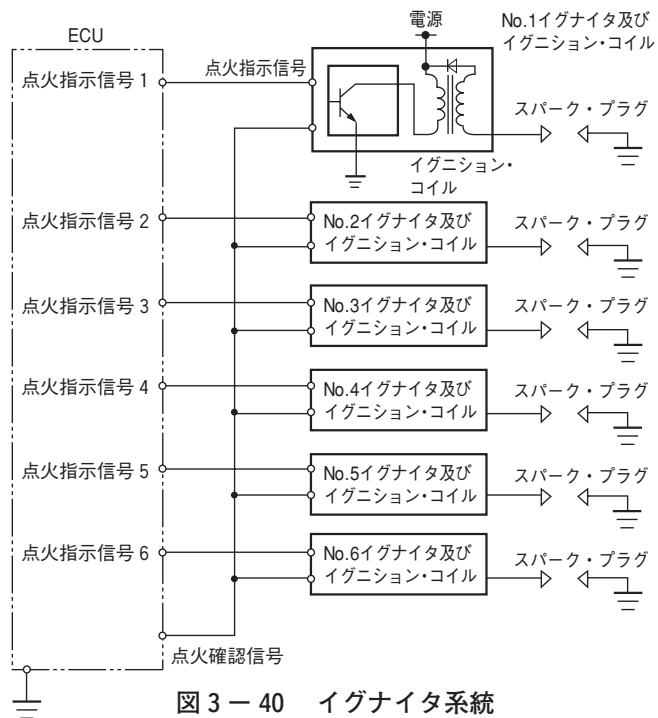 電源
No.1イグナイタ及び
イグニション・コイル
ECU
点火指示信号 1
点火指示信号
スパーク・プラグ
イグニション・
コイル
点火指示信号 2
No.2イグナイタ及び
イグニション・コイル
スパーク・プラグ
点火指示信号 3
No.3イグナイタ及び
イグニション・コイル
スパーク・プラグ
点火指示信号 4
No.4イグナイタ及び
イグニション・コイル
スパーク・プラグ
点火指示信号 5
No.5イグナイタ及び
イグニション・コイル
スパーク・プラグ
点火指示信号 6
No.6イグナイタ及び
イグニション・コイル
スパーク・プラグ
点火確認信号
図 3 － 40　イグナイタ系統